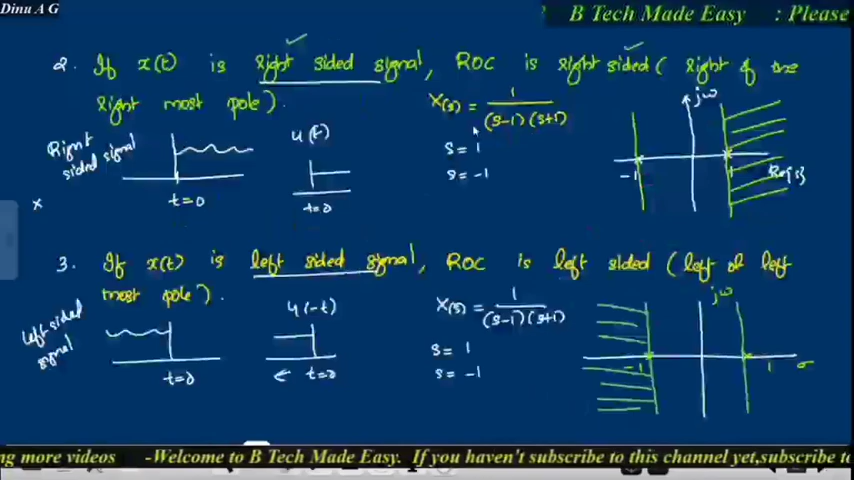 Dinu A G
B Tech Made Easy : Please
2. If x(t) is right sided signal, ROC is right sided (right of the
right most pole).
X(s) = 1 / (s-1)(s+1)
jω
Right sided signal
u(t)
s = 1
s = -1
-1
1
Re{s}
t=0
t=0
x
3. If x(t) is left sided signal, ROC is left sided (left of left
most pole).
u(-t)
X(s) = 1 / (s-1)(s+1)
jω
Left sided signal
s = 1
s = -1
-1
1
σ
t=0
t=0
ng more videos -Welcome to B Tech Made Easy. If you haven't subscribe to this channel yet,subscribe to